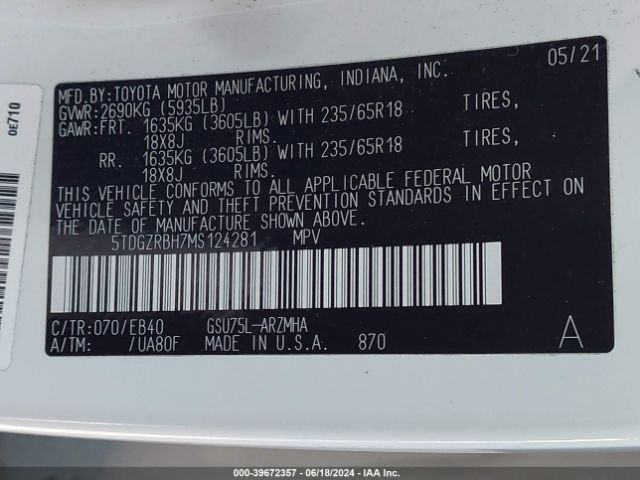 05/21
MFD.BY:TOYOTA MOTOR MANUFACTURING, INDIANA, INC.
GVWR:2690KG (5935LB)
GAWR:FRT. 1635KG (3605LB) WITH 235/65R18 TIRES,
18X8J RIMS.
RR. 1635KG (3605LB) WITH 235/65R18 TIRES,
18X8J RIMS.
THIS VEHICLE CONFORMS TO ALL APPLICABLE FEDERAL MOTOR
VEHICLE SAFETY AND THEFT PREVENTION STANDARDS IN EFFECT ON
THE DATE OF MANUFACTURE SHOWN ABOVE.
5TDGZRBH7MS124281 MPV
C/TR:070/EB40 GSU75L-ARZMHA
A/TM: /UA80F MADE IN U.S.A. 870
A
0E710
000-39672357 - 06/18/2024 - IAA